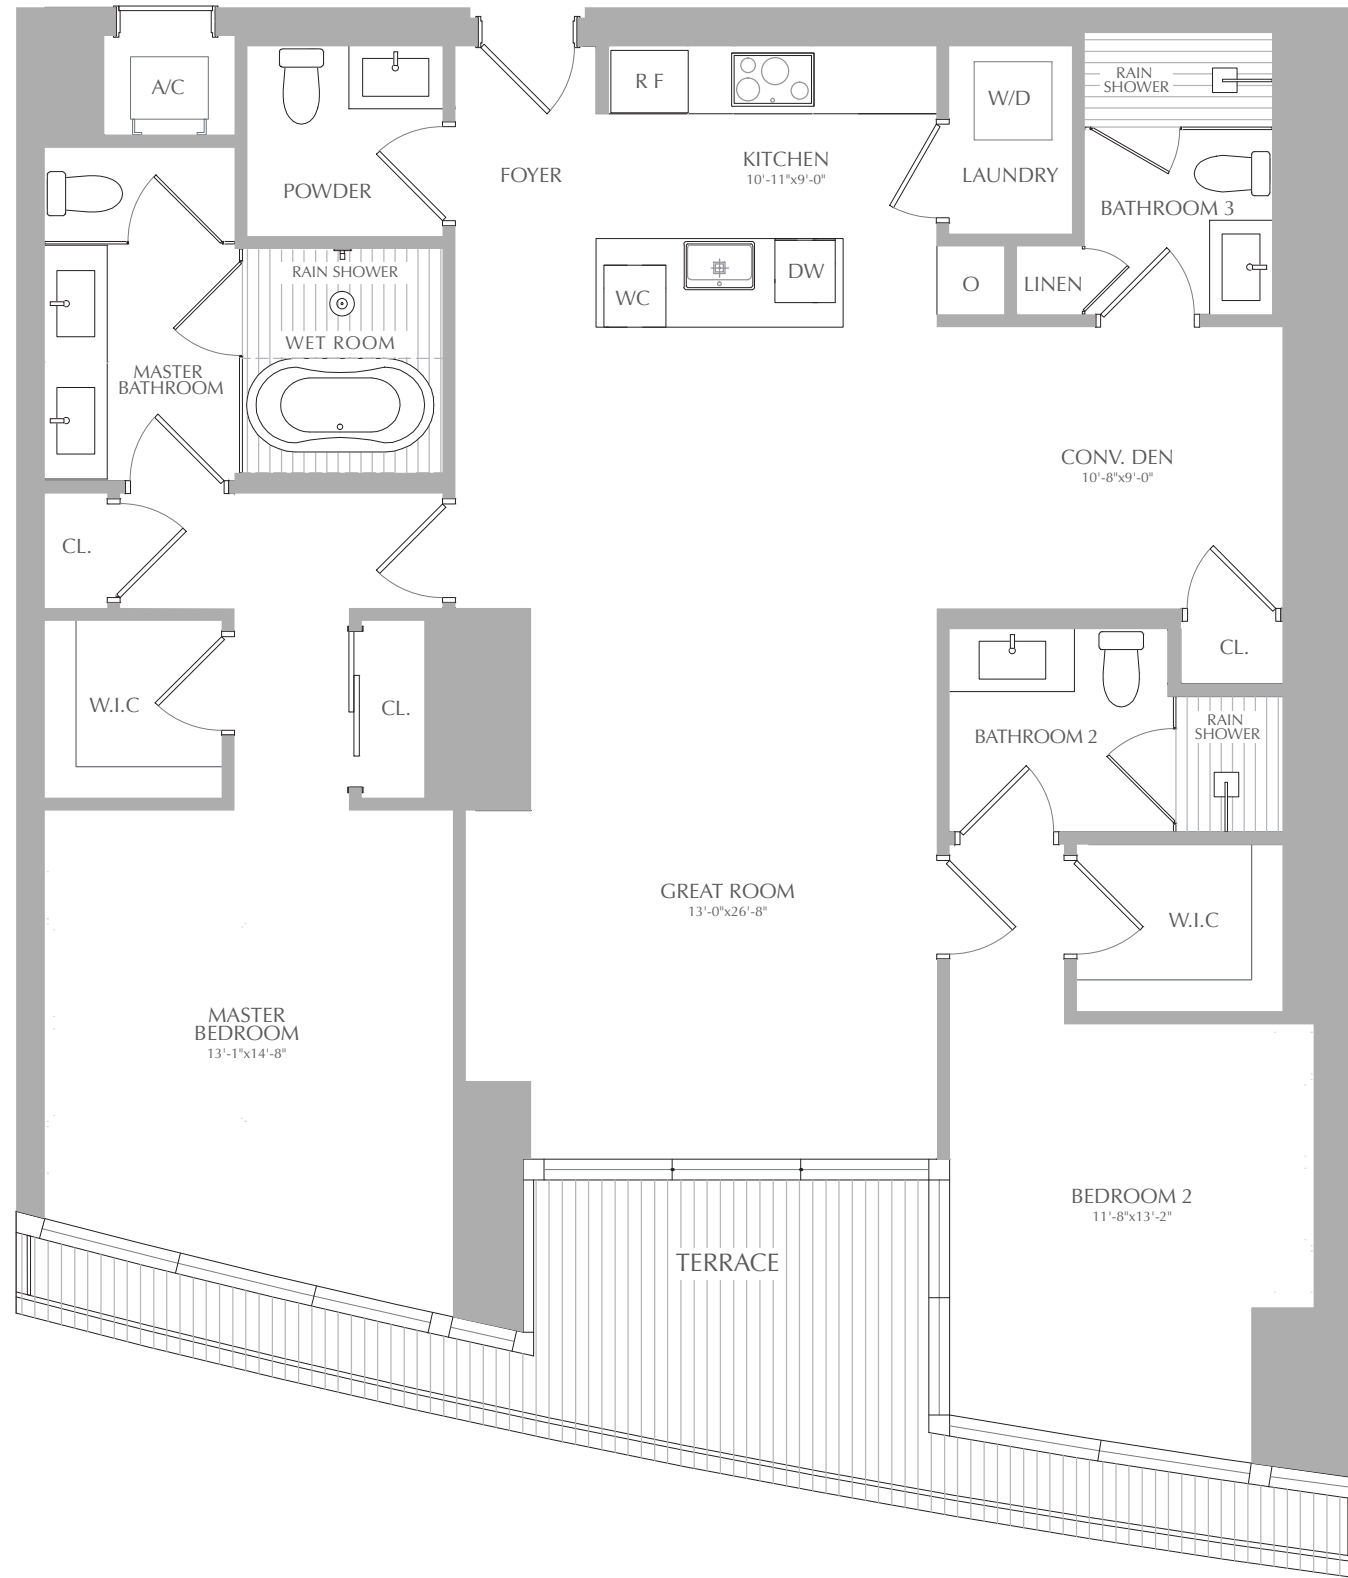 A/C
R F
W/D
RAIN
SHOWER
POWDER
FOYER
KITCHEN
10'-11"x9'-0"
LAUNDRY
BATHROOM 3
RAIN SHOWER
WC
DW
O
LINEN
WET ROOM
MASTER
BATHROOM
CONV. DEN
10'-8"x9'-0"
CL.
CL.
W.I.C
CL.
BATHROOM 2
RAIN
SHOWER
GREAT ROOM
13'-0"x26'-8"
W.I.C
MASTER
BEDROOM
13'-1"x14'-8"
BEDROOM 2
11'-8"x13'-2"
TERRACE